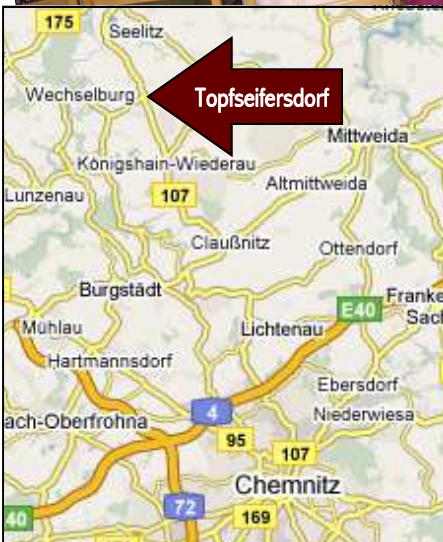 175
Seelitz
Wechselburg
Topfseifersdorf
Mittweida
Königshain-Wiederau
Altmittweida
Lunzenau
107
Claußnitz
Ottendorf
Burgstädt
E40
Franke
Sach
Mühlau
Lichtenau
Hartmannsdorf
Ebersdorf
4
Niederwiesa
ach-Oberfrohna
95
107
Chemnitz
72
40
169